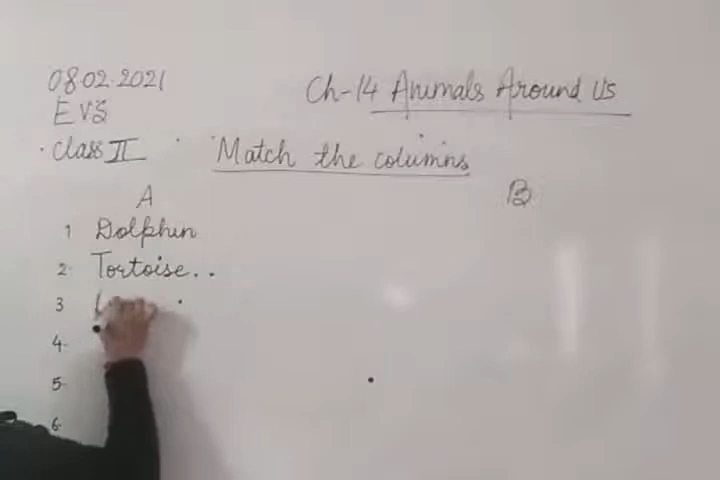 08.02.2021
Ch-14 Animals Around Us
EVS
Class II
Match the columns
A
B
1 Dolphin
2. Tortoise..
3
4.
5.
6.